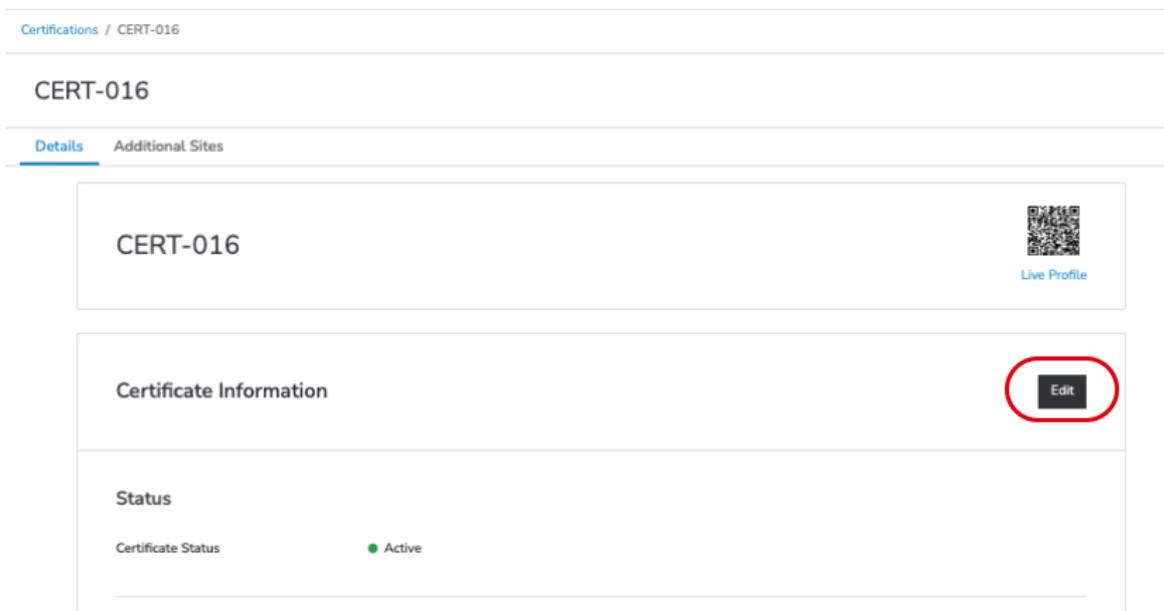 Certifications / CERT-016
CERT-016
Details Additional Sites
CERT-016
Live Profile
Certificate Information
Edit
Status
Certificate Status Active